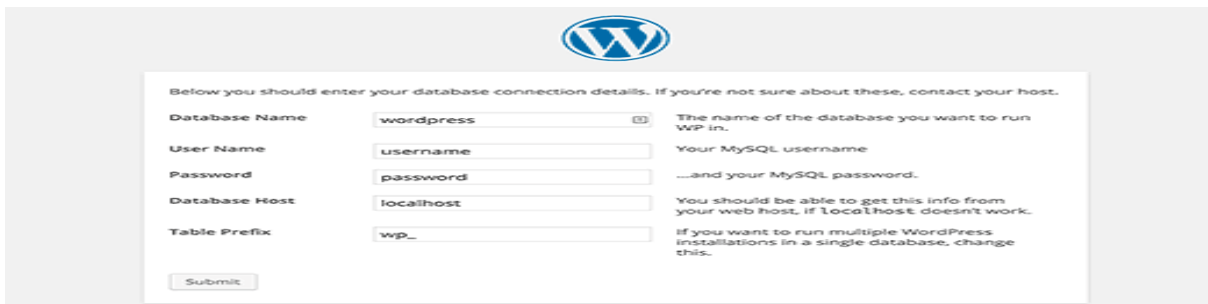 Below you should enter your database connection details. If you're not sure about these, contact your host.
Database Name
wordpress
The name of the database you want to run
WP in.
User Name
username
Your MySQL username
Password
password
...and your MySQL password.
Database Host
localhost
You should be able to get this info from
your web host, if localhost doesn't work.
Table Prefix
wp_
If you want to run multiple WordPress
installations in a single database, change
this.
Submit